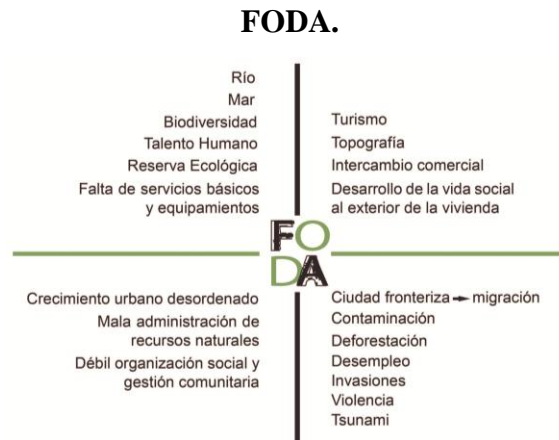 FODA.
Río
Mar
Biodiversidad
Talento Humano
Reserva Ecológica
Falta de servicios básicos
y equipamientos
Turismo
Topografía
Intercambio comercial
Desarrollo de la vida social
al exterior de la vivienda
FO
DA
Crecimiento urbano desordenado
Mala administración de
recursos naturales
Débil organización social y
gestión comunitaria
Ciudad fronteriza → migración
Contaminación
Deforestación
Desempleo
Invasiones
Violencia
Tsunami